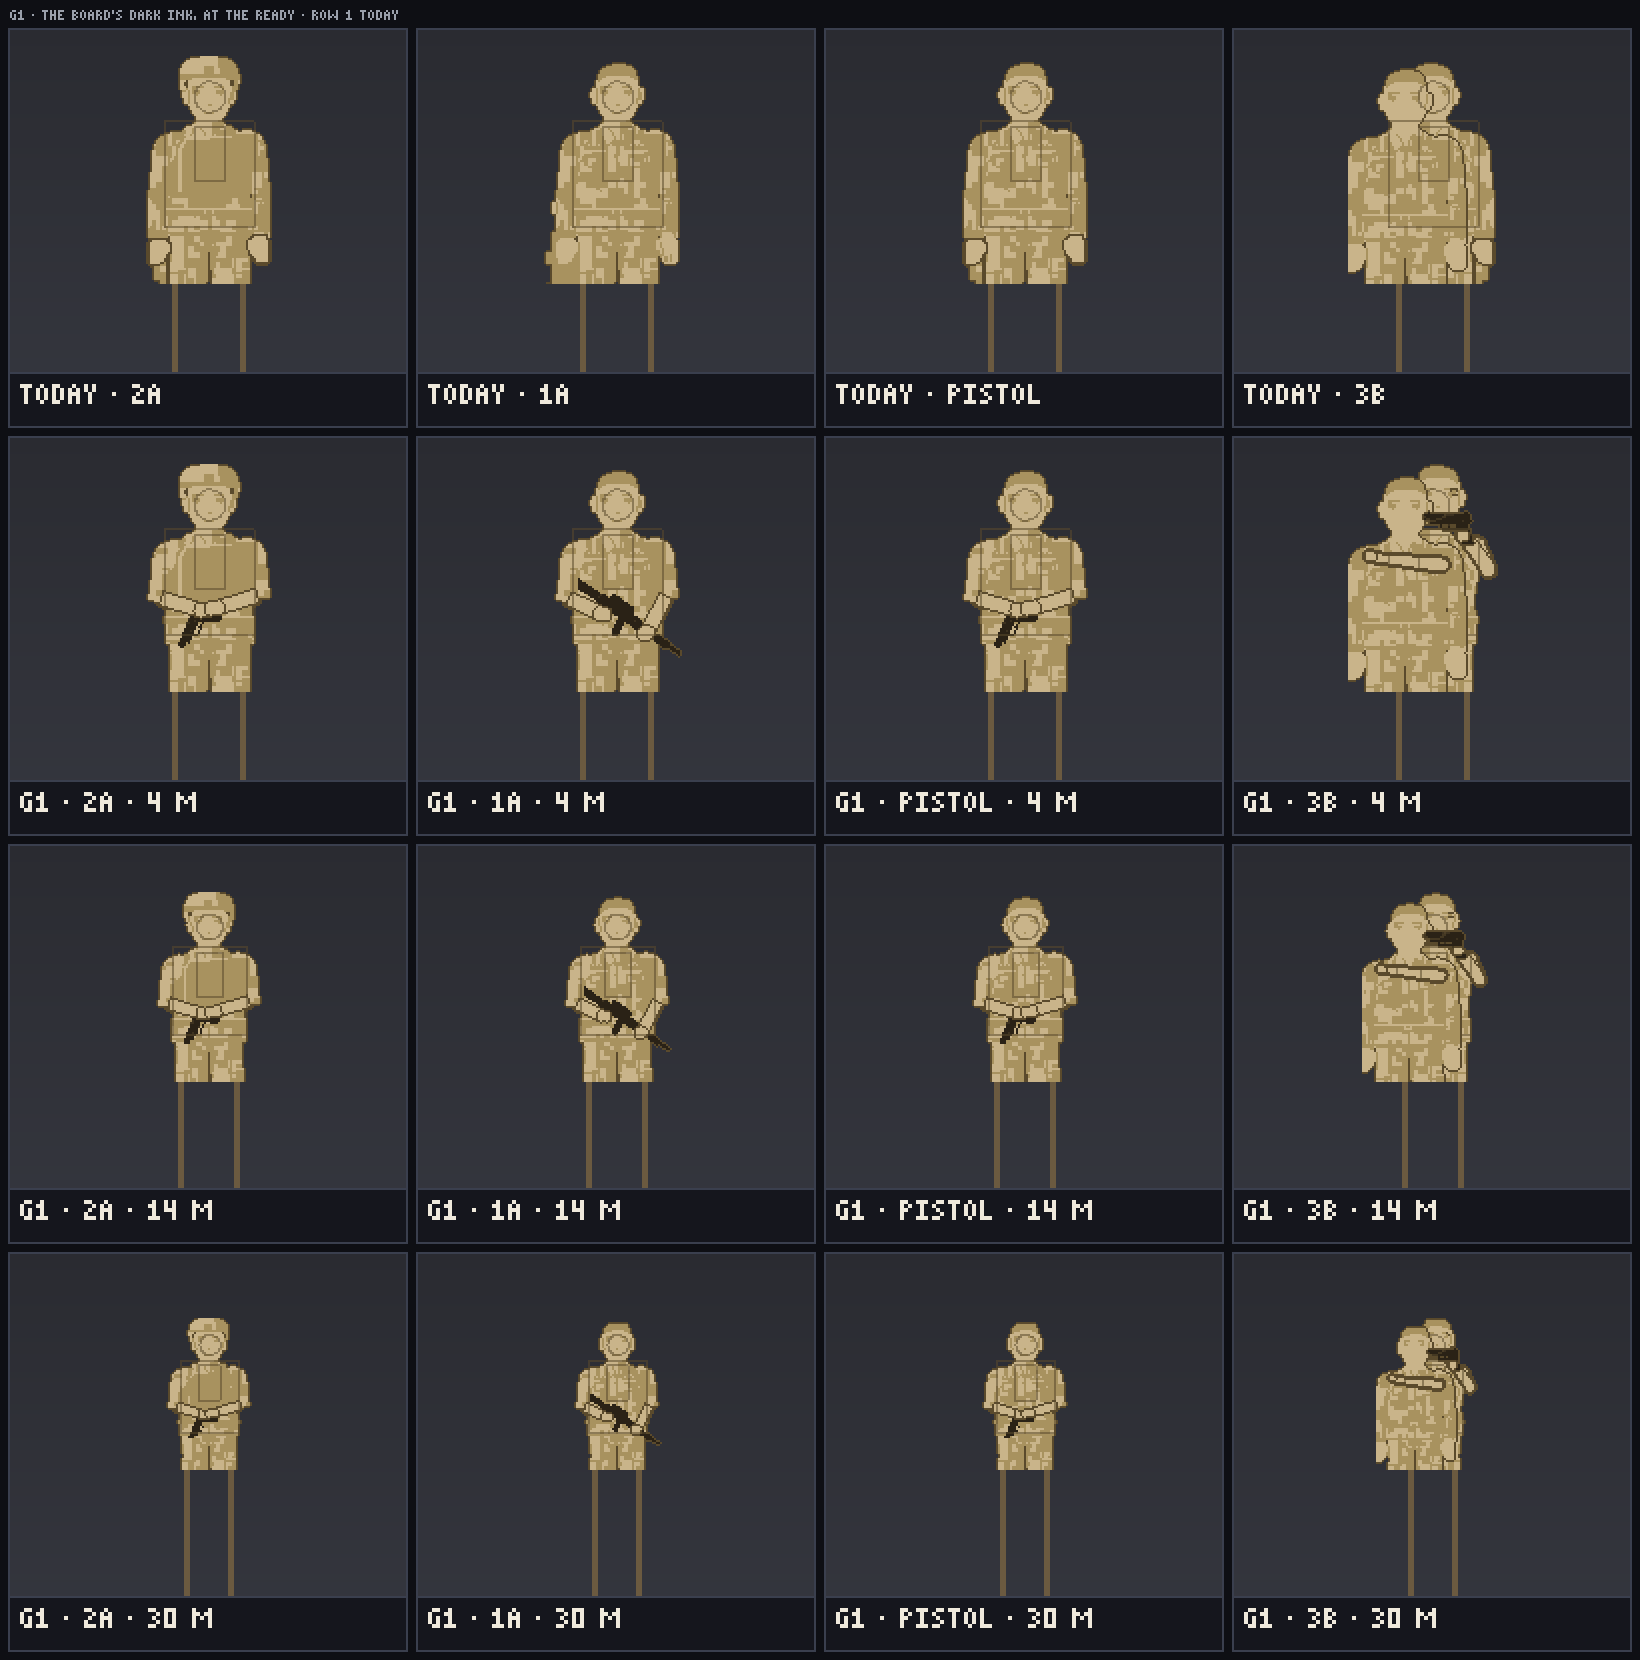 G1 · THE BOARD'S DARK INK. AT THE READY · ROW 1 TODAY
TODAY · 2A
TODAY · 1A
TODAY · PISTOL
TODAY · 3B
G1 · 2A · 4 M
G1 · 1A · 4 M
G1 · PISTOL · 4 M
G1 · 3B · 4 M
G1 · 2A · 14 M
G1 · 1A · 14 M
G1 · PISTOL · 14 M
G1 · 3B · 14 M
G1 · 2A · 30 M
G1 · 1A · 30 M
G1 · PISTOL · 30 M
G1 · 3B · 30 M